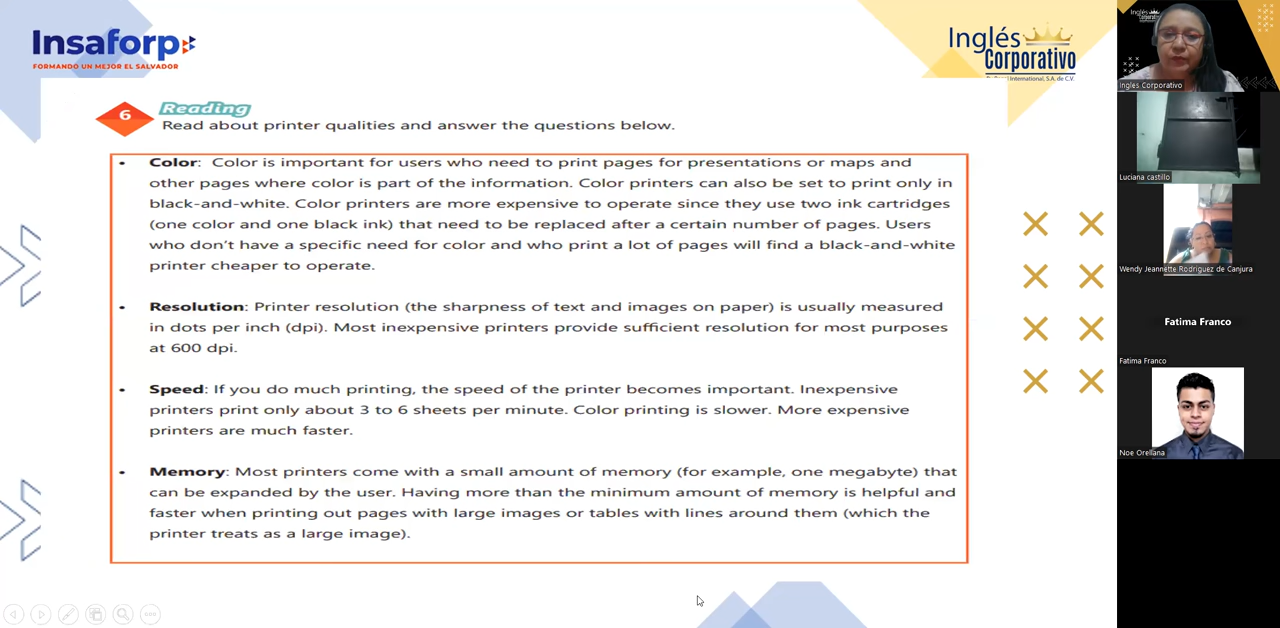 Insaforp
FORMANDO UN MEJOR EL SALVADOR
Inglés
Corporativo
International, S.A. de C.V.
6
Reading
Read about printer qualities and answer the questions below.
• Color: Color is important for users who need to print pages for presentations or maps and
other pages where color is part of the information. Color printers can also be set to print only in
black-and-white. Color printers are more expensive to operate since they use two ink cartridges
(one color and one black ink) that need to be replaced after a certain number of pages. Users
who don't have a specific need for color and who print a lot of pages will find a black-and-white
printer cheaper to operate.
• Resolution: Printer resolution (the sharpness of text and images on paper) is usually measured
in dots per inch (dpi). Most inexpensive printers provide sufficient resolution for most purposes
at 600 dpi.
• Speed: If you do much printing, the speed of the printer becomes important. Inexpensive
printers print only about 3 to 6 sheets per minute. Color printing is slower. More expensive
printers are much faster.
• Memory: Most printers come with a small amount of memory (for example, one megabyte) that
can be expanded by the user. Having more than the minimum amount of memory is helpful and
faster when printing out pages with large images or tables with lines around them (which the
printer treats as a large image).
Inglés
Corporativo
Ingles Corporativo
Luciana castillo
Wendy Jeannette Rodriguez de Canjura
Fatima Franco
Fatima Franco
Noe Orellana